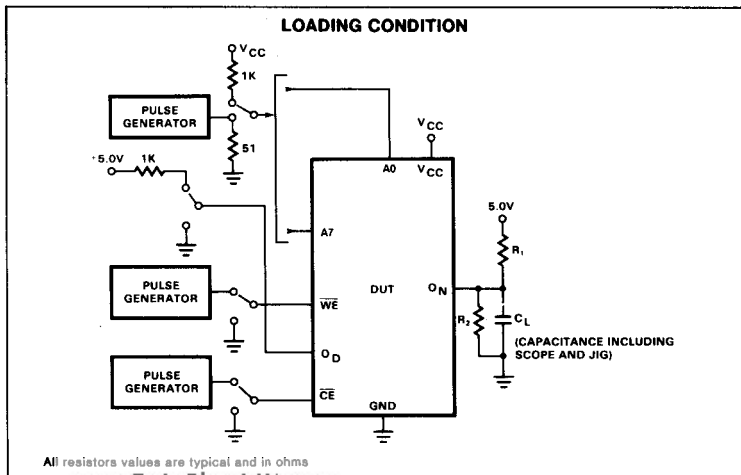 LOADING CONDITION
VCC
1K
PULSE
GENERATOR
51
+5.0V
1K
VCC
A0
VCC
5.0V
R1
A7
PULSE
GENERATOR
WE
DUT
ON
R2
CL
(CAPACITANCE INCLUDING
SCOPE AND JIG)
OD
PULSE
GENERATOR
CE
GND
All resistors values are typical and in ohms